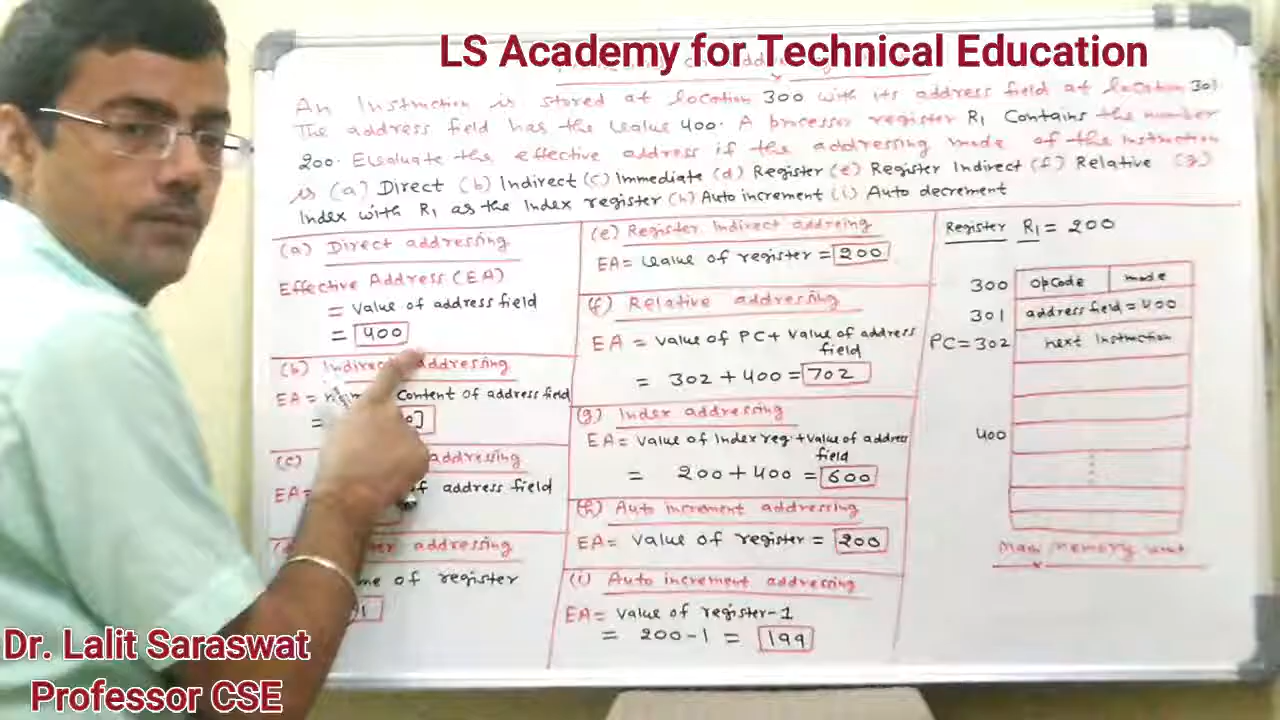 LS Academy for Technical Education
An Instruction is stored at location 300 with its address field at location 301
The address field has the value 400. A processor register R1 Contains the number
200. Evaluate the effective address if the addressing mode of the instruction
is (a) Direct (b) Indirect (c) Immediate (d) Register (e) Register Indirect (f) Relative (g)
Index with R1 as the Index register (h) Auto increment (i) Auto decrement
(a) Direct addressing
Effective Address (EA)
= Value of address field
= 400
(b) Indirect addressing
EA = Content of address field
=
(c) addressing
EA= of address field
(d) addressing
of register
(e) Register Indirect addreing
EA= Value of register = 200
(f) Relative addressing
EA = Value of PC + Value of address
field
= 302 + 400 = 702
(g) Index addressing
EA= Value of Index reg + Value of address
field
= 200 + 400 = 600
(h) Auto increment addressing
EA= Value of register = 200
(i) Auto increment addressing
EA= Value of register-1
= 200-1 = 199
Register R1 = 200
300 OpCode mode
301 address field = 400
PC = 302 next Instruction
400
Main memory unit
Dr. Lalit Saraswat
Professor CSE